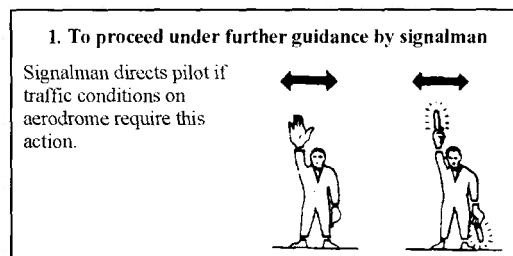 1. To proceed under further guidance by signalman
Signalman directs pilot if
traffic conditions on
aerodrome require this
action.